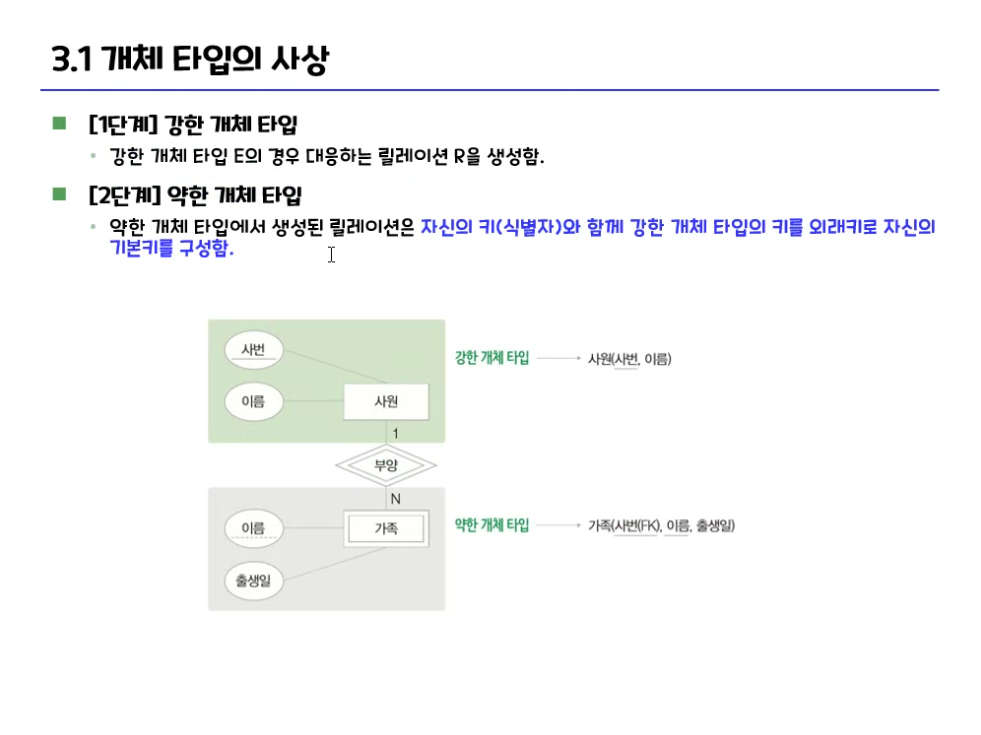 3.1 개체 타입의 사상
[1단계] 강한 개체 타입
강한 개체 타입 E의 경우 대응하는 릴레이션 R을 생성함.
[2단계] 약한 개체 타입
약한 개체 타입에서 생성된 릴레이션은 자신의 키(식별자)와 함께 강한 개체 타입의 키를 외래키로 자신의
기본키를 구성함.
사번
강한 개체 타입
사원(사번, 이름)
이름
사원
1
부양
N
이름
가족
약한 개체 타입
가족(사번(FK), 이름, 출생일)
출생일